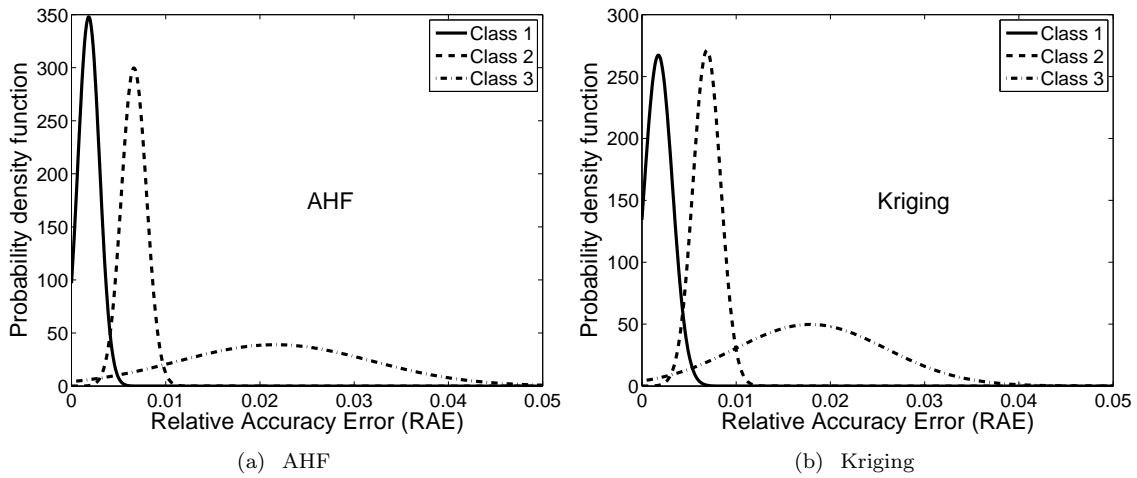 Probability density function
350
300
250
200
150
100
50
0
Class 1
Class 2
Class 3
AHF
0 0.01 0.02 0.03 0.04 0.05
Relative Accuracy Error (RAE)
(a) AHF
Probability density function
300
250
200
150
100
50
0
Class 1
Class 2
Class 3
Kriging
0 0.01 0.02 0.03 0.04 0.05
Relative Accuracy Error (RAE)
(b) Kriging